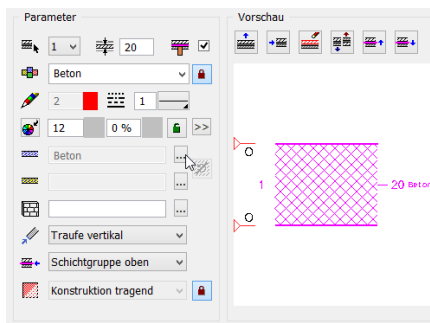 Parameter
1 20
Beton
2 1
12 0 % >>
Beton ...
...
...
Traufe vertikal
Schichtgruppe oben
Konstruktion tragend
Vorschau
O
1 20 Beton
O